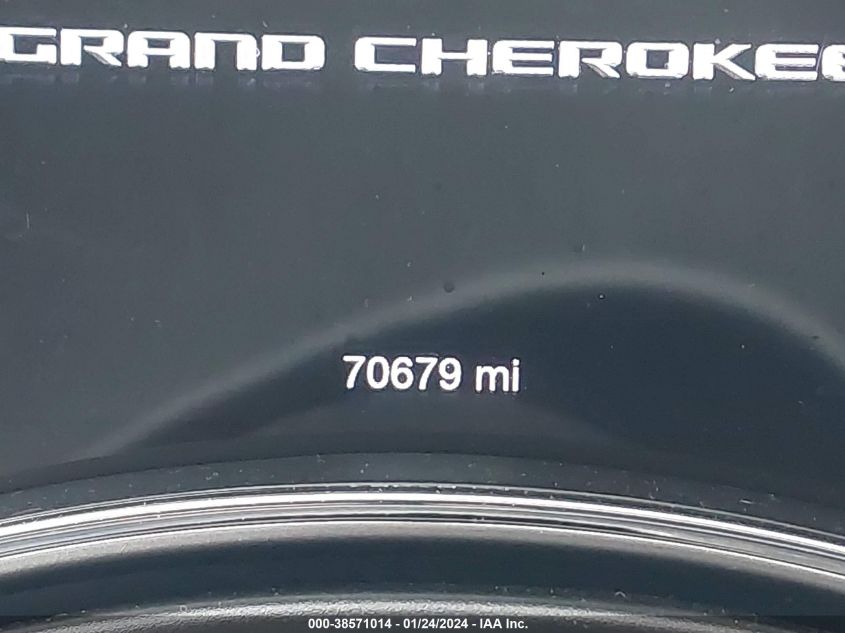 GRAND CHEROKEE
70679 mi
000-38571014 - 01/24/2024 - IAA Inc.